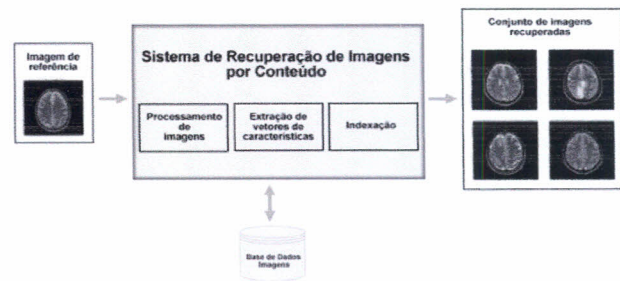 Imagem de
referência
Sistema de Recuperação de Imagens
por Conteúdo
Processamento
de
imagens
Extração de
vetores de
características
Indexação
Conjunto de imagens
recuperadas
Base de Dados
Imagens